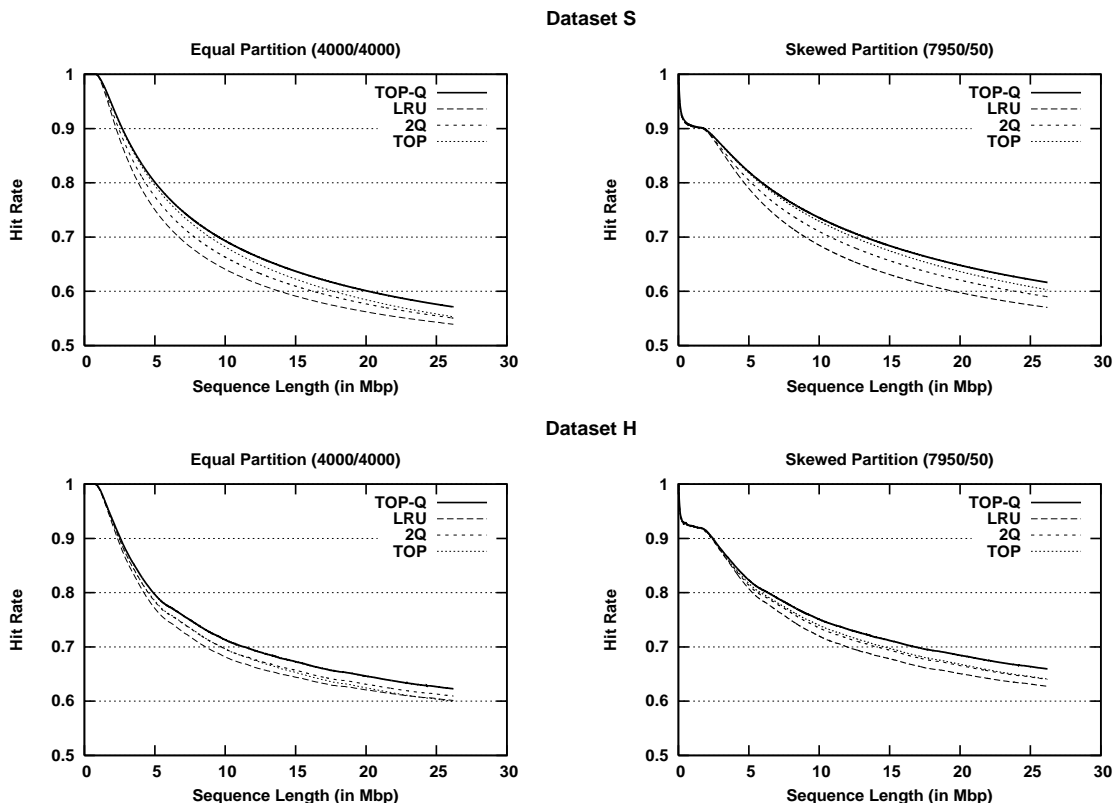 Dataset S
Equal Partition (4000/4000)
1
0.9
0.8
0.7
0.6
0.5
Hit Rate
TOP-Q
LRU
2Q
TOP
0 5 10 15 20 25 30
Sequence Length (in Mbp)
Skewed Partition (7950/50)
1
0.9
0.8
0.7
0.6
0.5
Hit Rate
TOP-Q
LRU
2Q
TOP
0 5 10 15 20 25 30
Sequence Length (in Mbp)
Dataset H
Equal Partition (4000/4000)
1
0.9
0.8
0.7
0.6
0.5
Hit Rate
TOP-Q
LRU
2Q
TOP
0 5 10 15 20 25 30
Sequence Length (in Mbp)
Skewed Partition (7950/50)
1
0.9
0.8
0.7
0.6
0.5
Hit Rate
TOP-Q
LRU
2Q
TOP
0 5 10 15 20 25 30
Sequence Length (in Mbp)